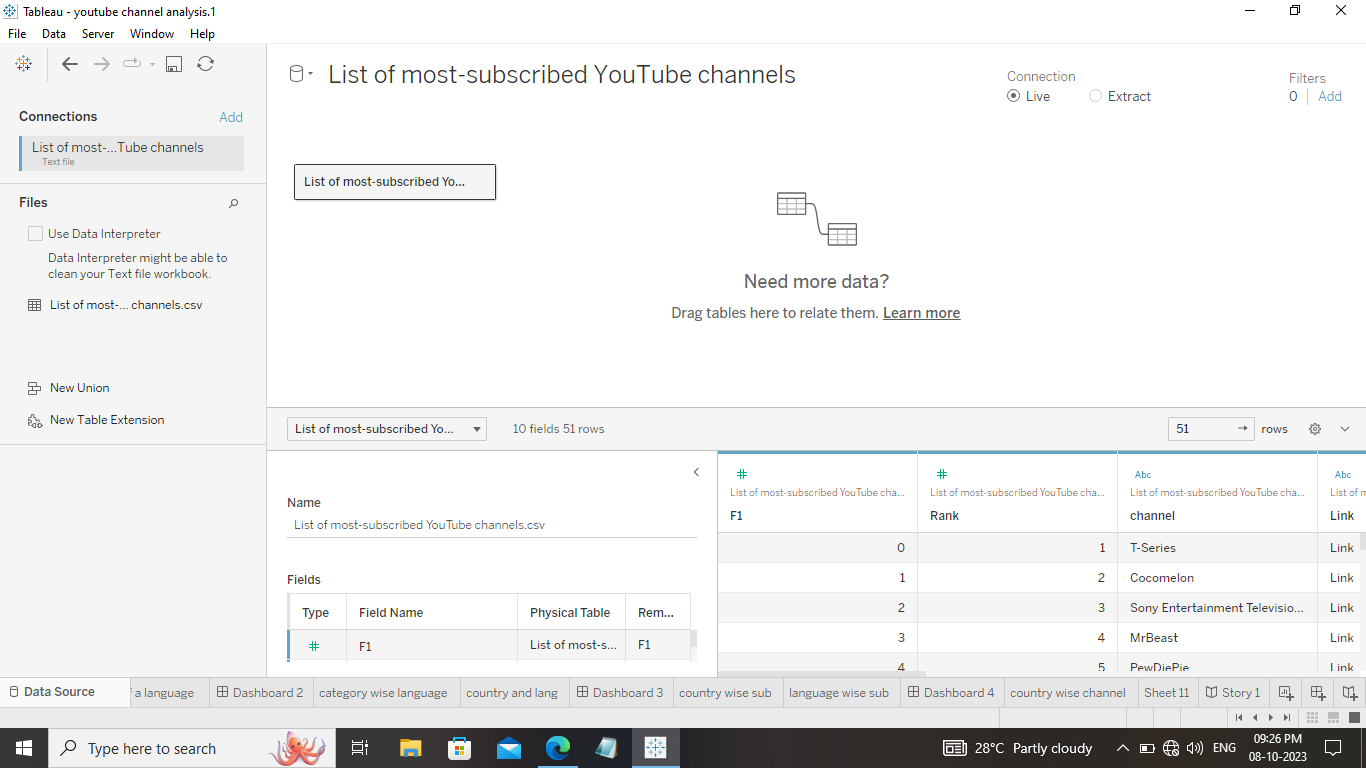 Tableau - youtube channel analysis.1
File Data Server Window Help
List of most-subscribed YouTube channels
Connection
Live
Extract
Filters
0 Add
Connections
Add
List of most-...Tube channels
Text file
Files
Use Data Interpreter
Data Interpreter might be able to
clean your Text file workbook.
List of most-... channels.csv
New Union
New Table Extension
List of most-subscribed Yo...
Need more data?
Drag tables here to relate them. Learn more
List of most-subscribed Yo...
10 fields 51 rows
51 → rows
Name
List of most-subscribed YouTube channels.csv
Fields
Type Field Name Physical Table Rem...
# F1 List of most-s... F1
# # Abc Abc
List of most-subscribed YouTube cha... List of most-subscribed YouTube cha... List of most-subscribed YouTube cha... List of m
F1 Rank channel Link
0 1 T-Series Link
1 2 Cocomelon Link
2 3 Sony Entertainment Televisio... Link
3 4 MrBeast Link
4 5 PewDiePie Link
Data Source a language Dashboard 2 category wise language country and lang Dashboard 3 country wise sub language wise sub Dashboard 4 country wise channel Sheet 11 Story 1
Type here to search
28°C Partly cloudy
ENG
09:26 PM
08-10-2023